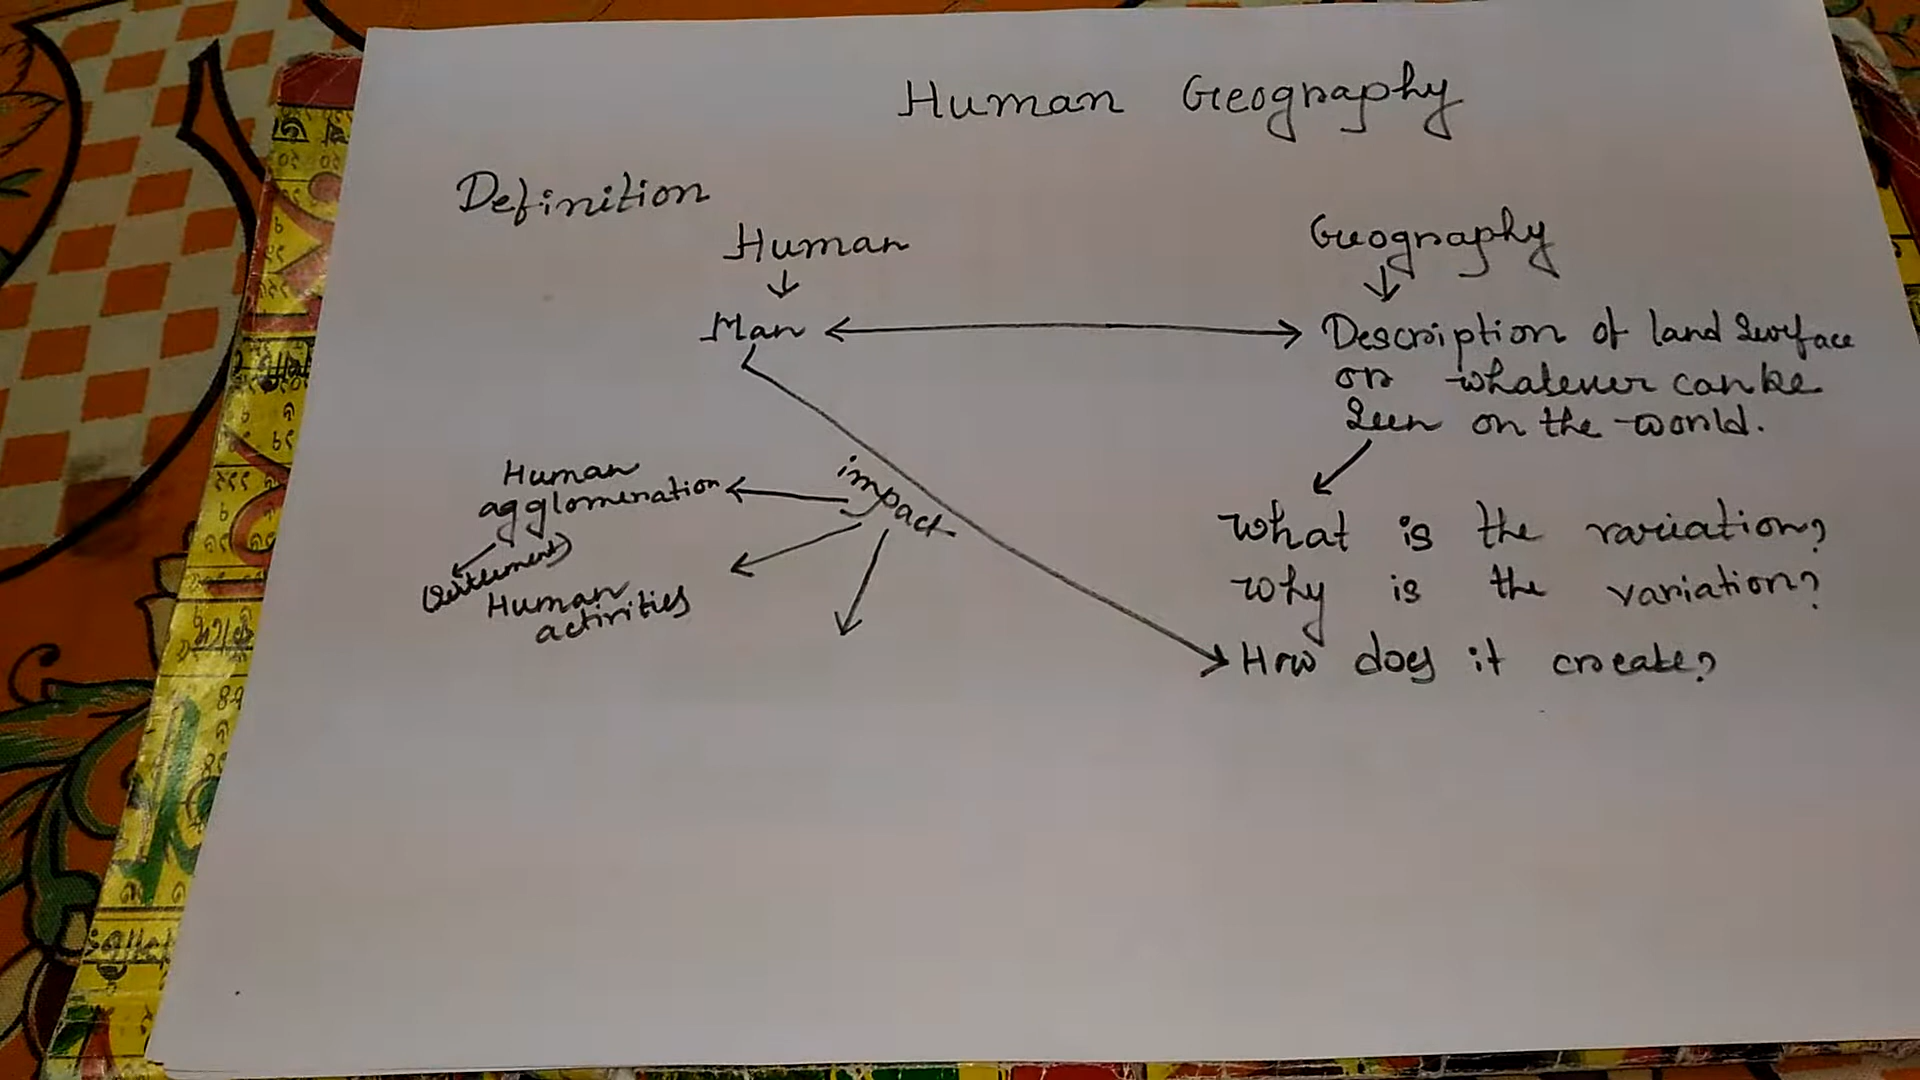 Human Geography
Definition
Human
Geography
Man
Description of land surface
or whatever can be
seen on the world.
impact
Human
agglomeration
(Settlement)
Human
activities
What is the variation?
Why is the variation?
How does it create?